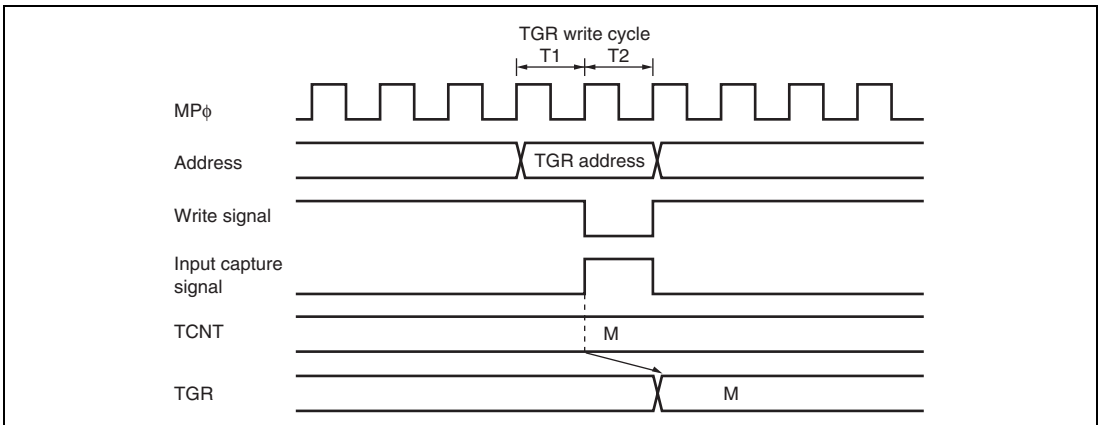 TGR write cycle
T1 T2
MPϕ
Address
TGR address
Write signal
Input capture
signal
TCNT
M
TGR
M